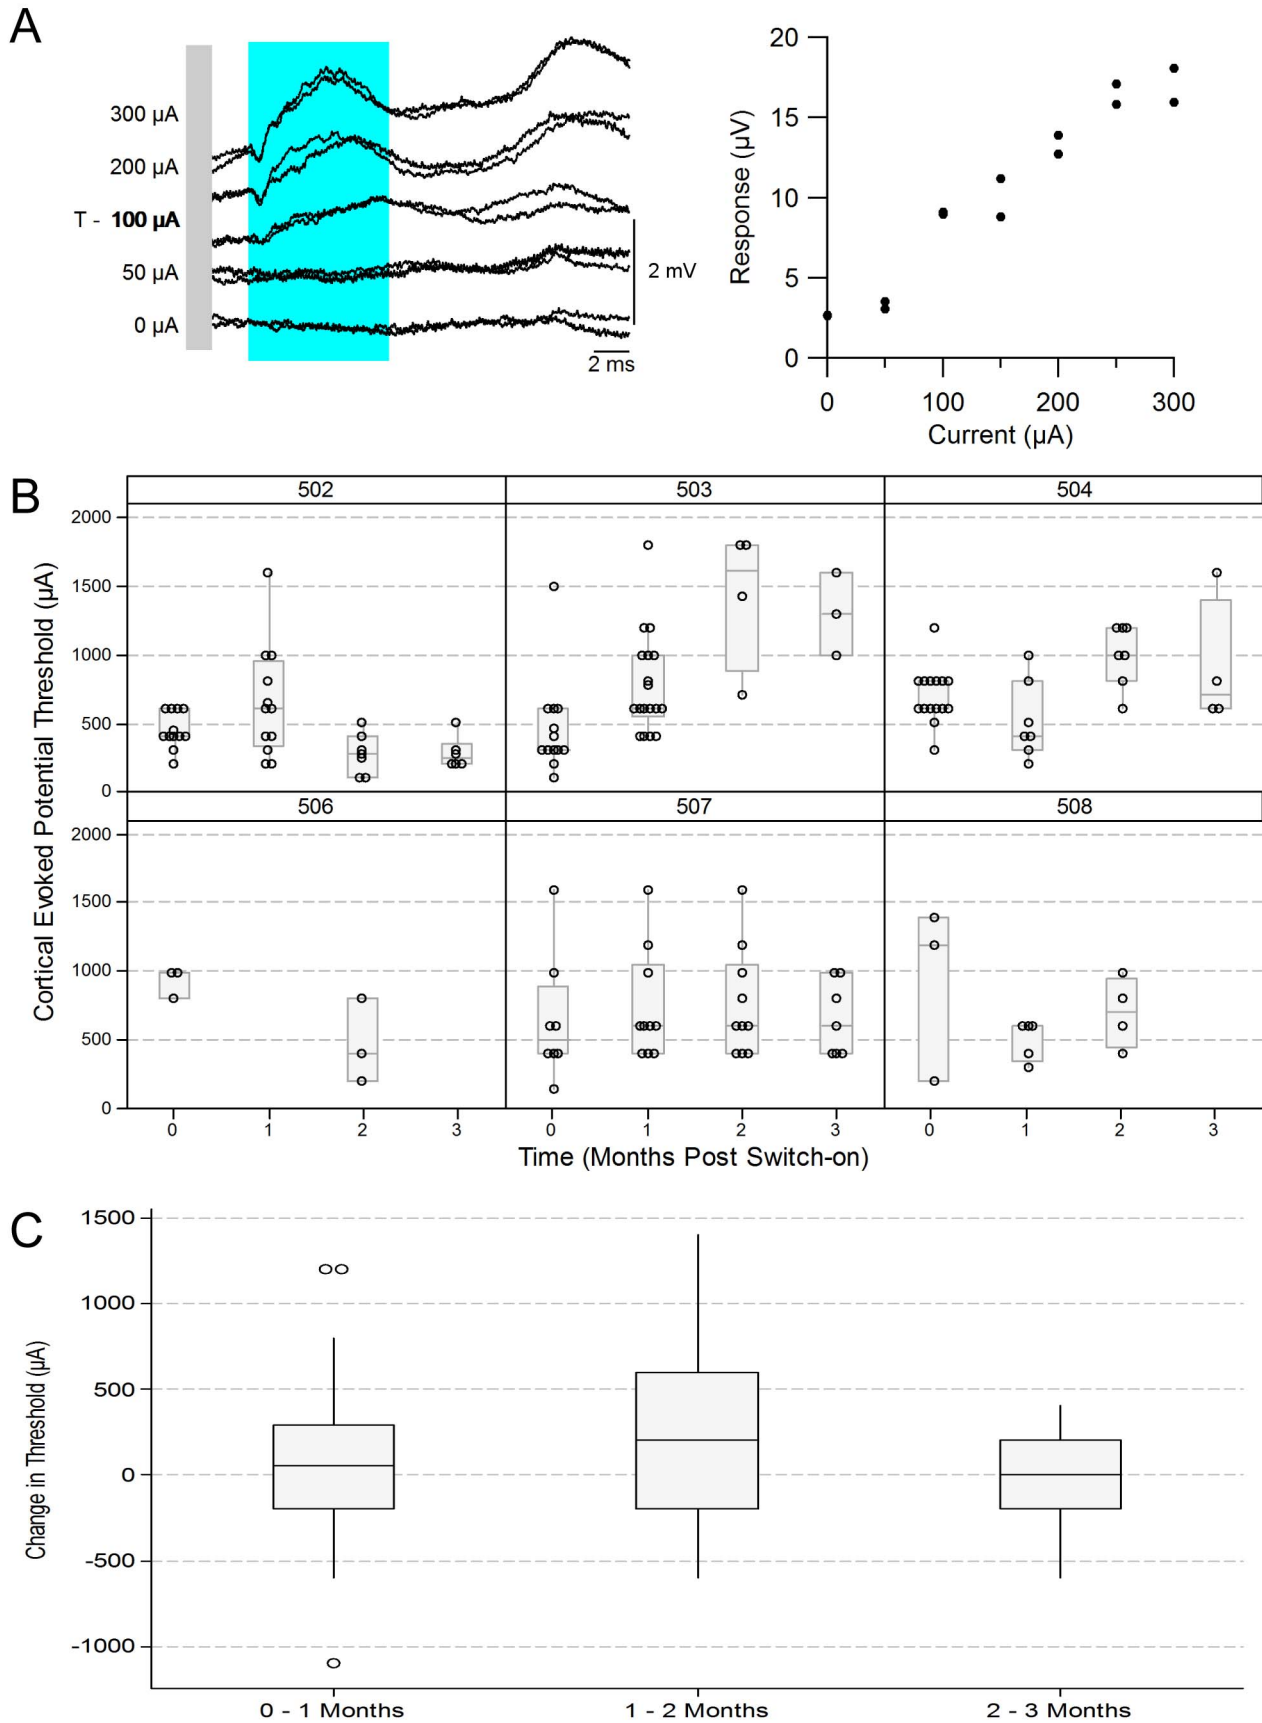 A
300 µA
200 µA
T - 100 µA
50 µA
0 µA
2 mV
2 ms
20
15
10
5
0
Response (µV)
0 100 200 300
Current (µA)
B
502 503 504
2000
1500
1000
500
0
506 507 508
2000
1500
1000
500
0
Cortical Evoked Potential Threshold (µA)
0 1 2 3 0 1 2 3 0 1 2 3
Time (Months Post Switch-on)
C
1500
1000
500
0
-500
-1000
Change in Threshold (µA)
0 - 1 Months 1 - 2 Months 2 - 3 Months